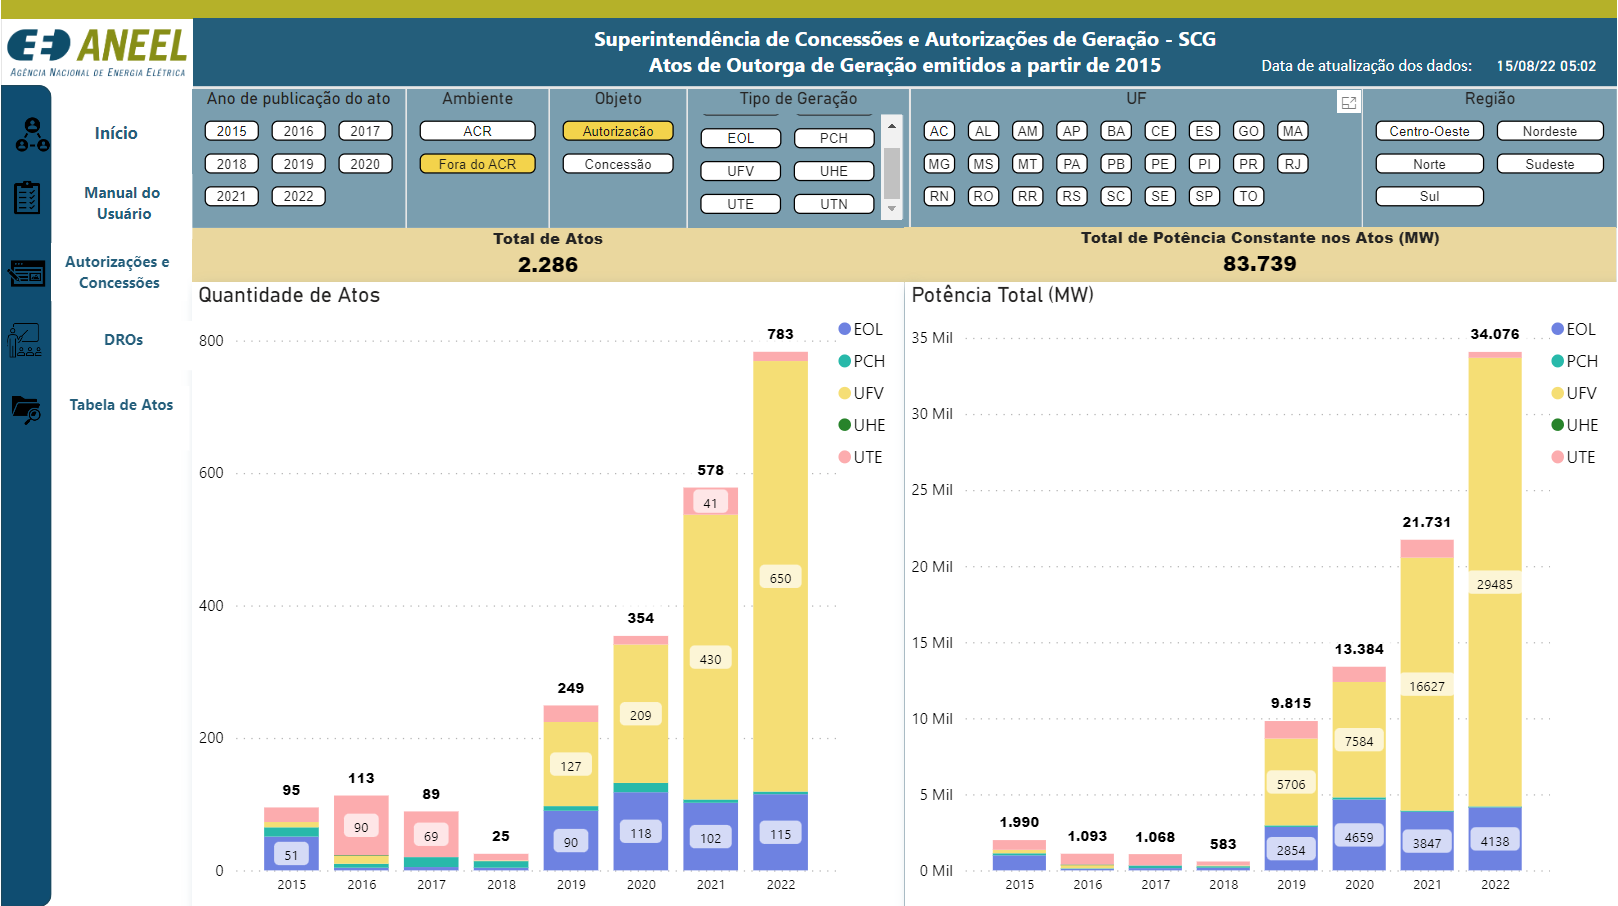 ANEEL
AGÊNCIA NACIONAL DE ENERGIA ELÉTRICA
Superintendência de Concessões e Autorizações de Geração - SCG
Atos de Outorga de Geração emitidos a partir de 2015
Data de atualização dos dados: 15/08/22 05:02
Início
Manual do
Usuário
Autorizações e
Concessões
DROs
Tabela de Atos
Ano de publicação do ato
2015 2016 2017
2018 2019 2020
2021 2022
Ambiente
ACR
Fora do ACR
Objeto
Autorização
Concessão
Tipo de Geração
EOL PCH
UFV UHE
UTE UTN
UF
AC AL AM AP BA CE ES GO MA
MG MS MT PA PB PE PI PR RJ
RN RO RR RS SC SE SP TO
Região
Centro-Oeste Nordeste
Norte Sudeste
Sul
Total de Atos
2.286
Total de Potência Constante nos Atos (MW)
83.739
Quantidade de Atos
800
600
400
200
0
95
51
113
90
89
69
25
249
127
90
354
209
118
578
41
430
102
783
650
115
2015 2016 2017 2018 2019 2020 2021 2022
EOL
PCH
UFV
UHE
UTE
Potência Total (MW)
35 Mil
30 Mil
25 Mil
20 Mil
15 Mil
10 Mil
5 Mil
0 Mil
1.990
1.093
1.068
583
9.815
5706
2854
13.384
7584
4659
21.731
16627
3847
34.076
29485
4138
2015 2016 2017 2018 2019 2020 2021 2022
EOL
PCH
UFV
UHE
UTE